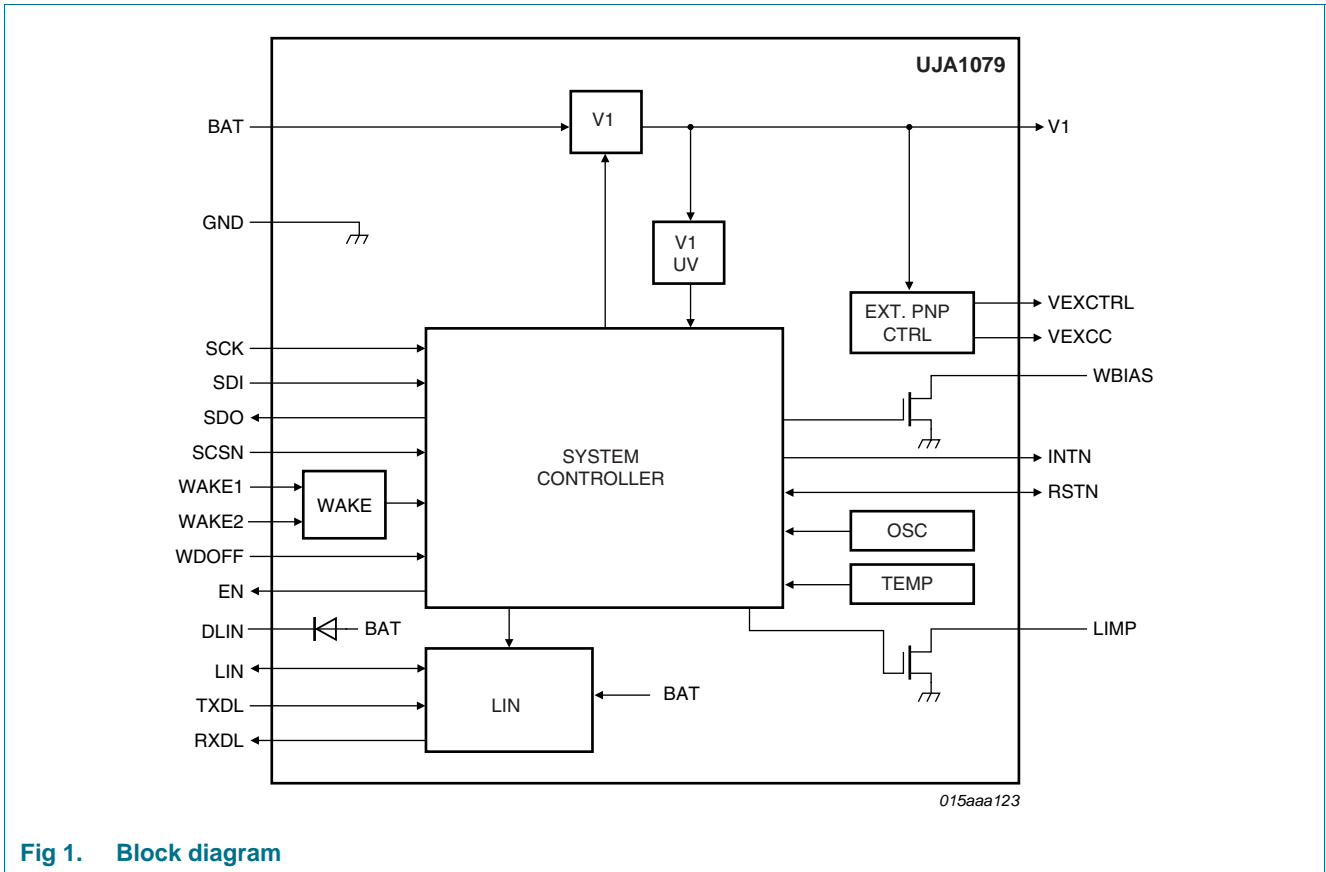 UJA1079
BAT
V1
V1
GND
V1
UV
EXT. PNP
CTRL
VEXCTRL
VEXCC
WBIAS
SCK
SDI
SDO
SCSN
WAKE1
WAKE2
WAKE
WDOFF
EN
SYSTEM
CONTROLLER
INTN
RSTN
OSC
TEMP
DLIN
BAT
LIMP
LIN
TXDL
RXDL
LIN
BAT
015aaa123
Fig 1. Block diagram